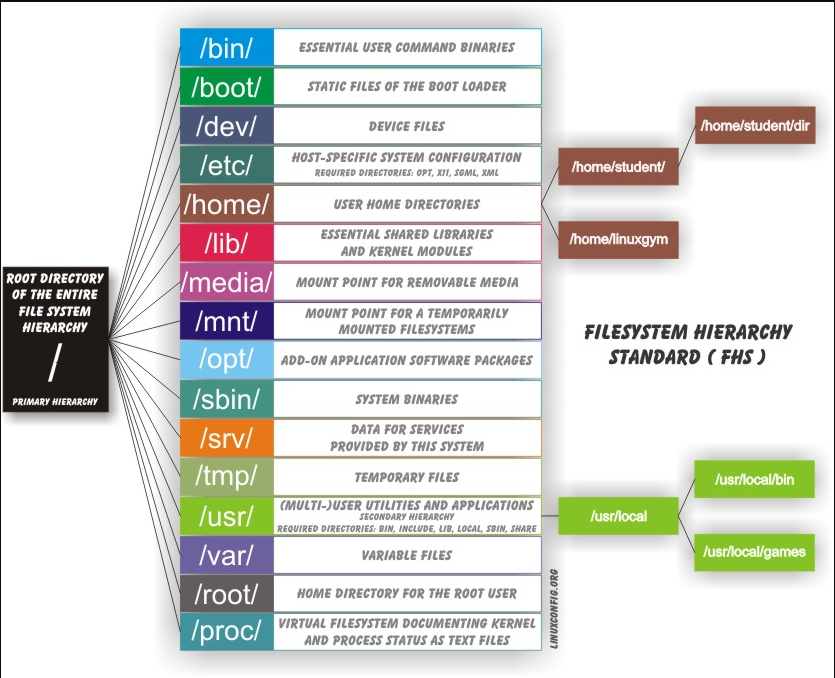 ROOT DIRECTORY
OF THE ENTIRE
FILE SYSTEM
HIERARCHY
/
PRIMARY HIERARCHY
/bin/
ESSENTIAL USER COMMAND BINARIES
/boot/
STATIC FILES OF THE BOOT LOADER
/dev/
DEVICE FILES
/etc/
HOST-SPECIFIC SYSTEM CONFIGURATION
REQUIRED DIRECTORIES: OPT, X11, SGML, XML
/home/
USER HOME DIRECTORIES
/home/student/
/home/student/dir
/home/linuxgym
/lib/
ESSENTIAL SHARED LIBRARIES
AND KERNEL MODULES
/media/
MOUNT POINT FOR REMOVABLE MEDIA
/mnt/
MOUNT POINT FOR A TEMPORARILY
MOUNTED FILESYSTEMS
/opt/
ADD-ON APPLICATION SOFTWARE PACKAGES
/sbin/
SYSTEM BINARIES
/srv/
DATA FOR SERVICES
PROVIDED BY THIS SYSTEM
/tmp/
TEMPORARY FILES
/usr/
(MULTI-)USER UTILITIES AND APPLICATIONS
SECONDARY HIERARCHY
REQUIRED DIRECTORIES: BIN, INCLUDE, LIB, LOCAL, SBIN, SHARE
/usr/local
/usr/local/bin
/usr/local/games
/var/
VARIABLE FILES
/root/
HOME DIRECTORY FOR THE ROOT USER
/proc/
VIRTUAL FILESYSTEM DOCUMENTING KERNEL
AND PROCESS STATUS AS TEXT FILES
FILESYSTEM HIERARCHY
STANDARD ( FHS )
LINUXCONFIG.ORG